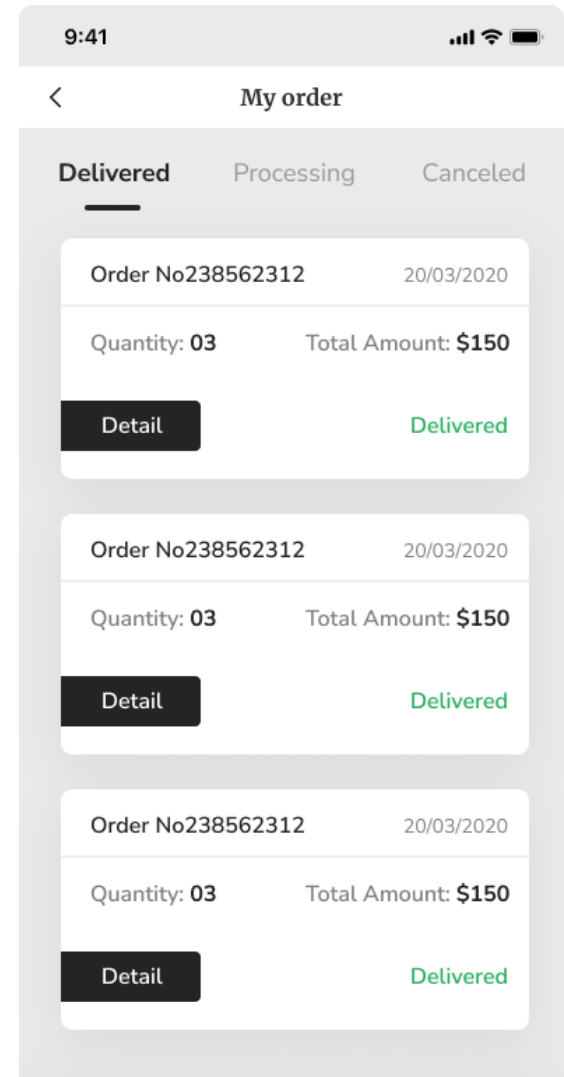 9:41
My order
Delivered Processing Canceled
Order No238562312 20/03/2020
Quantity: 03 Total Amount: $150
Detail Delivered
Order No238562312 20/03/2020
Quantity: 03 Total Amount: $150
Detail Delivered
Order No238562312 20/03/2020
Quantity: 03 Total Amount: $150
Detail Delivered